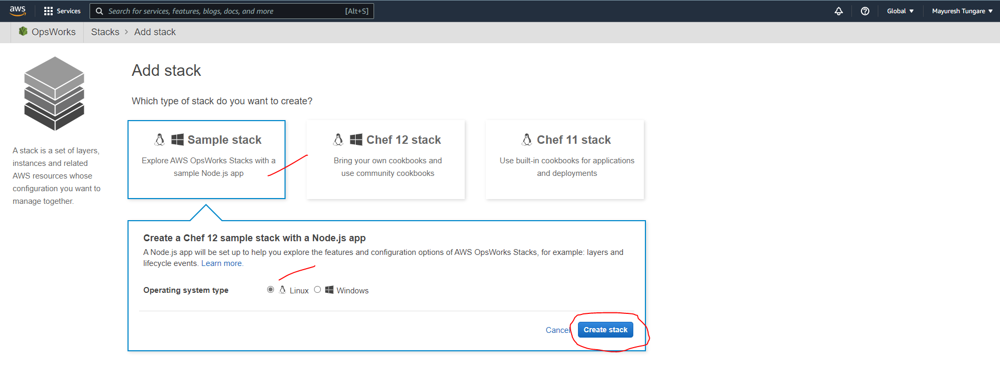 aws Services Search for services, features, blogs, docs, and more [Alt+S] Global Mayuresh Tungare
OpsWorks Stacks > Add stack
A stack is a set of layers,
instances and related
AWS resources whose
configuration you want to
manage together.
Add stack
Which type of stack do you want to create?
Sample stack
Explore AWS OpsWorks Stacks with a
sample Node.js app
Chef 12 stack
Bring your own cookbooks and
use community cookbooks
Chef 11 stack
Use built-in cookbooks for applications
and deployments
Create a Chef 12 sample stack with a Node.js app
A Node.js app will be set up to help you explore the features and configuration options of AWS OpsWorks Stacks, for example: layers and
lifecycle events. Learn more.
Operating system type Linux Windows
Cancel Create stack